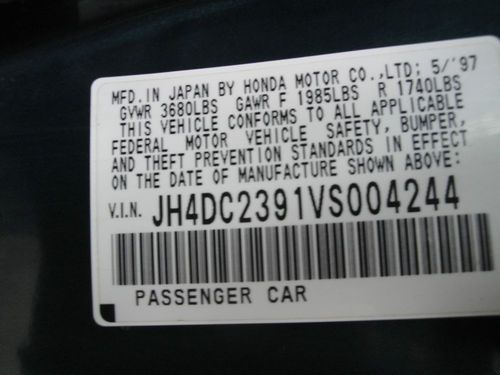 MFD.IN JAPAN BY HONDA MOTOR CO.,LTD; 5/'97
GVWR 3680LBS GAWR F 1985LBS R 1740LBS
THIS VEHICLE CONFORMS TO ALL APPLICABLE
FEDERAL MOTOR VEHICLE SAFETY, BUMPER,
AND THEFT PREVENTION STANDARDS IN EFFECT
ON THE DATE OF MANUFACTURE SHOWN ABOVE:
V.I.N. JH4DC2391VS004244
PASSENGER CAR